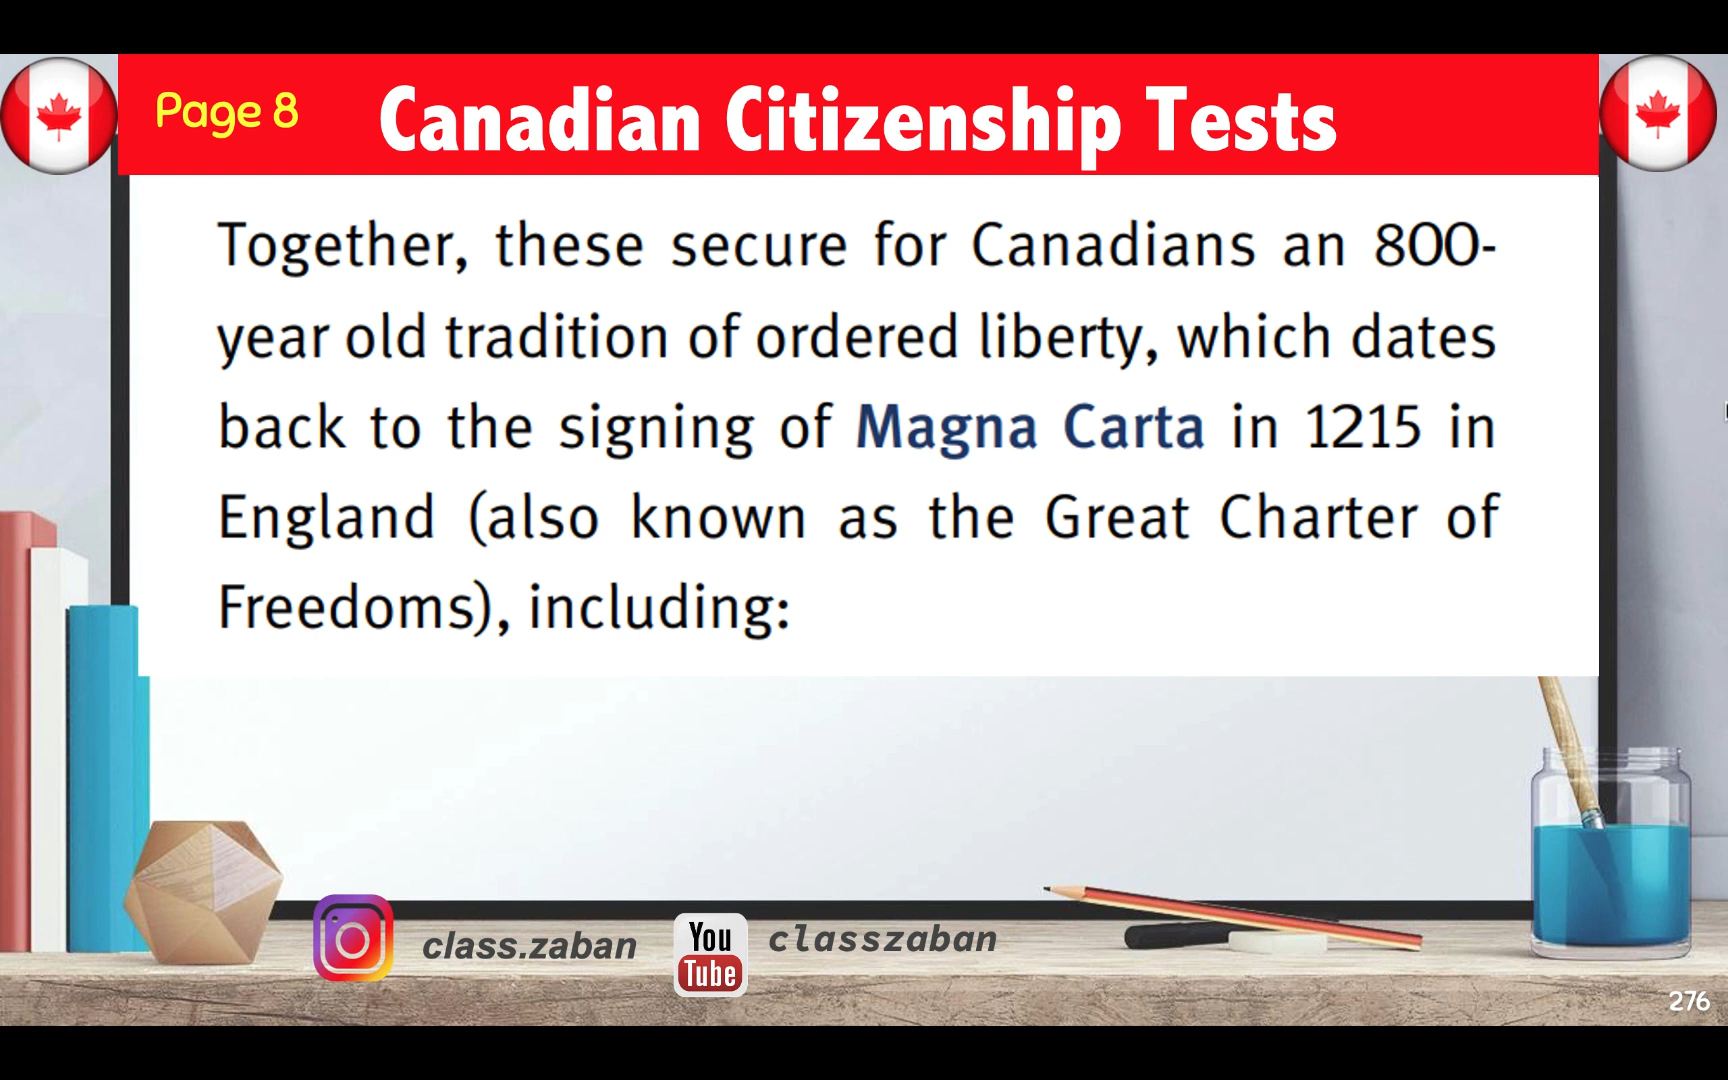 Page 8
Canadian Citizenship Tests
Together, these secure for Canadians an 800-
year old tradition of ordered liberty, which dates
back to the signing of Magna Carta in 1215 in
England (also known as the Great Charter of
Freedoms), including:
class.zaban
You
Tube
classzaban
276